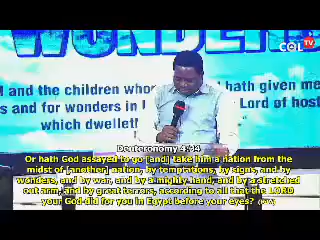 WONDERS
CGL TV
I and the children whom hath given me
s and for wonders in Lord of host
which dwelleth
Deuteronomy 4:34
Or hath God assayed to go [and] take him a nation from the
midst of [another] nation, by temptations, by signs, and by
wonders, and by war, and by a mighty hand, and by a stretched
out arm, and by great terrors, according to all that the LORD
your God did for you in Egypt before your eyes? (KJV)